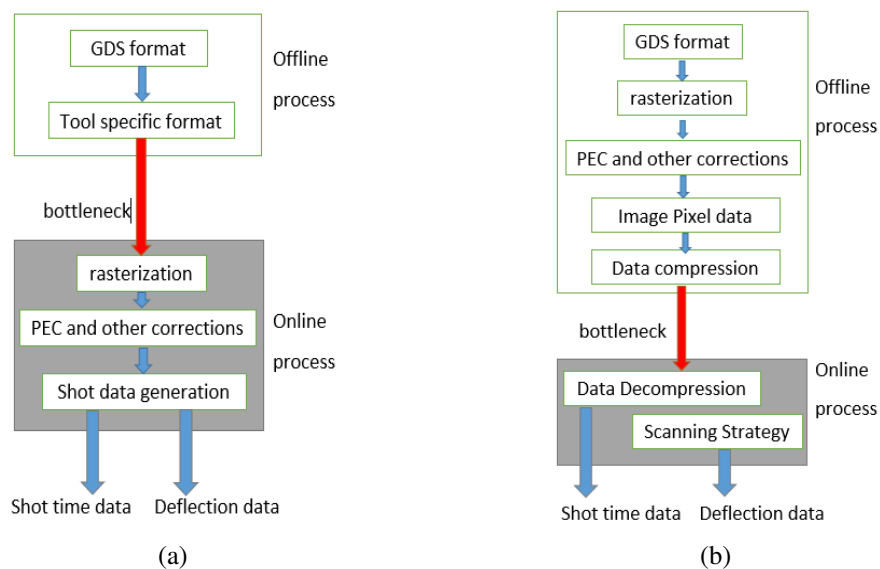 GDS format
Offline
process
Tool specific format
bottleneck
rasterization
PEC and other corrections
Online
process
Shot data generation
Shot time data
Deflection data
(a)
GDS format
rasterization
Offline
process
PEC and other corrections
Image Pixel data
Data compression
bottleneck
Data Decompression
Online
process
Scanning Strategy
Shot time data
Deflection data
(b)